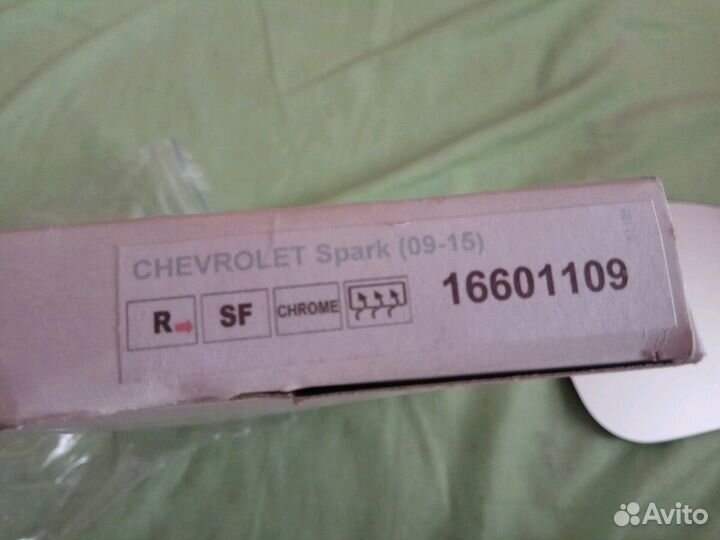 CHEVROLET Spark (09-15)
R SF CHROME 16601109
Avito